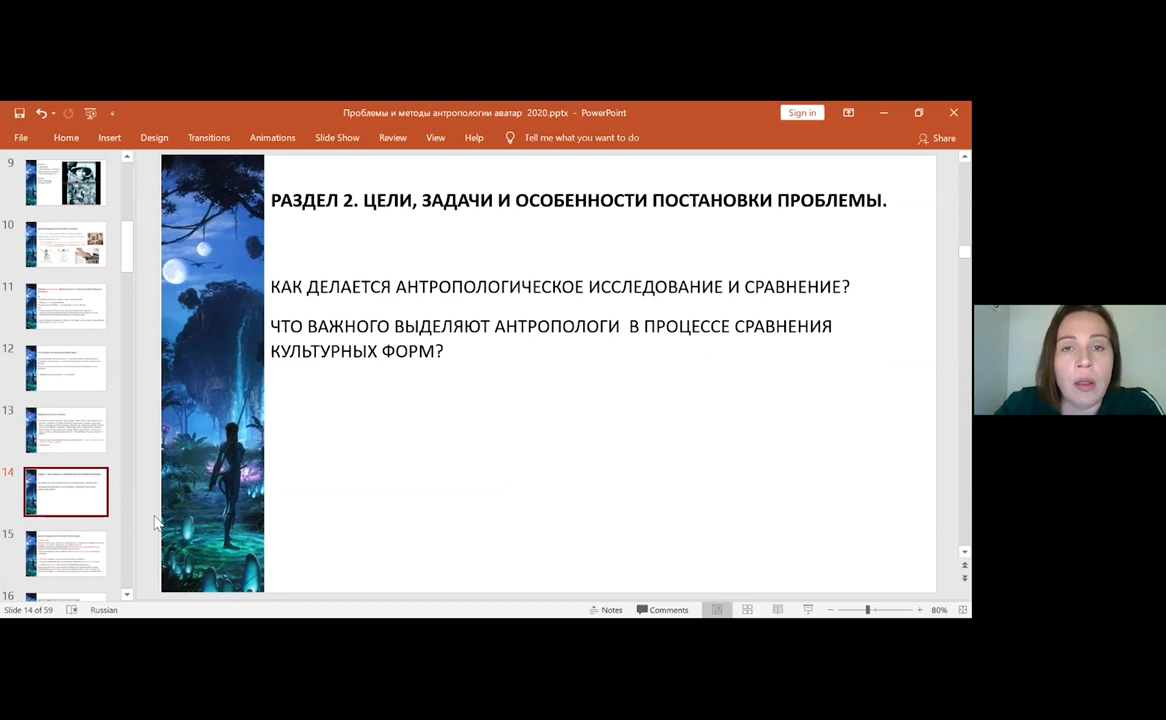 Проблемы и методы антропологии аватар 2020.pptx - PowerPoint
Sign in
File Home Insert Design Transitions Animations Slide Show Review View Help Tell me what you want to do
Share
9
10
11
12
13
14
15
16
РАЗДЕЛ 2. ЦЕЛИ, ЗАДАЧИ И ОСОБЕННОСТИ ПОСТАНОВКИ ПРОБЛЕМЫ.
КАК ДЕЛАЕТСЯ АНТРОПОЛОГИЧЕСКОЕ ИССЛЕДОВАНИЕ И СРАВНЕНИЕ?
ЧТО ВАЖНОГО ВЫДЕЛЯЮТ АНТРОПОЛОГИ В ПРОЦЕССЕ СРАВНЕНИЯ
КУЛЬТУРНЫХ ФОРМ?
Slide 14 of 59 Russian Notes Comments 80%